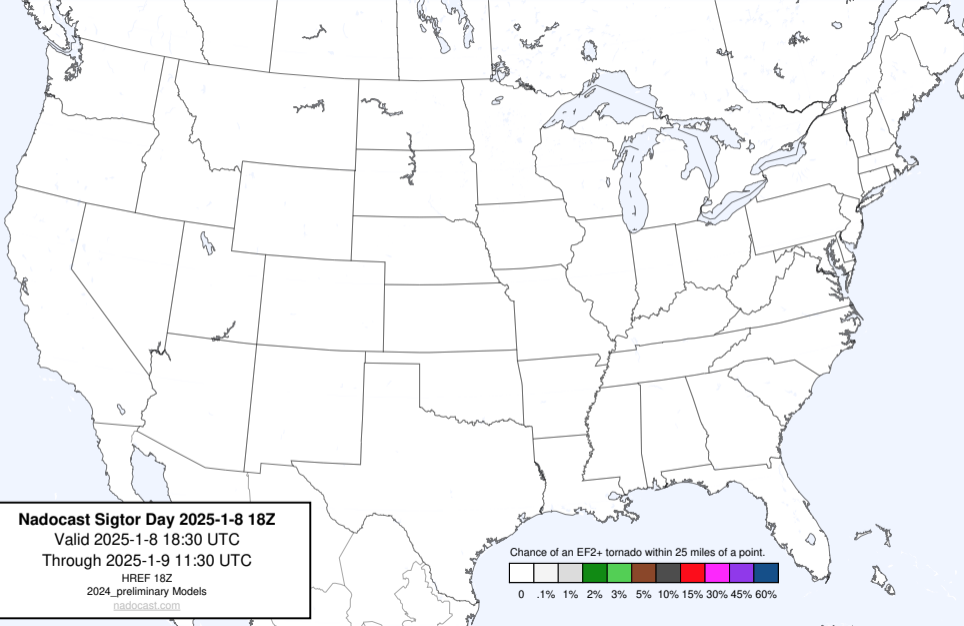 Nadocast Sigtor Day 2025-1-8 18Z
Valid 2025-1-8 18:30 UTC
Through 2025-1-9 11:30 UTC
HREF 18Z
2024_preliminary Models
nadocast.com
Chance of an EF2+ tornado within 25 miles of a point.
0 .1% 1% 2% 3% 5% 10% 15% 30% 45% 60%